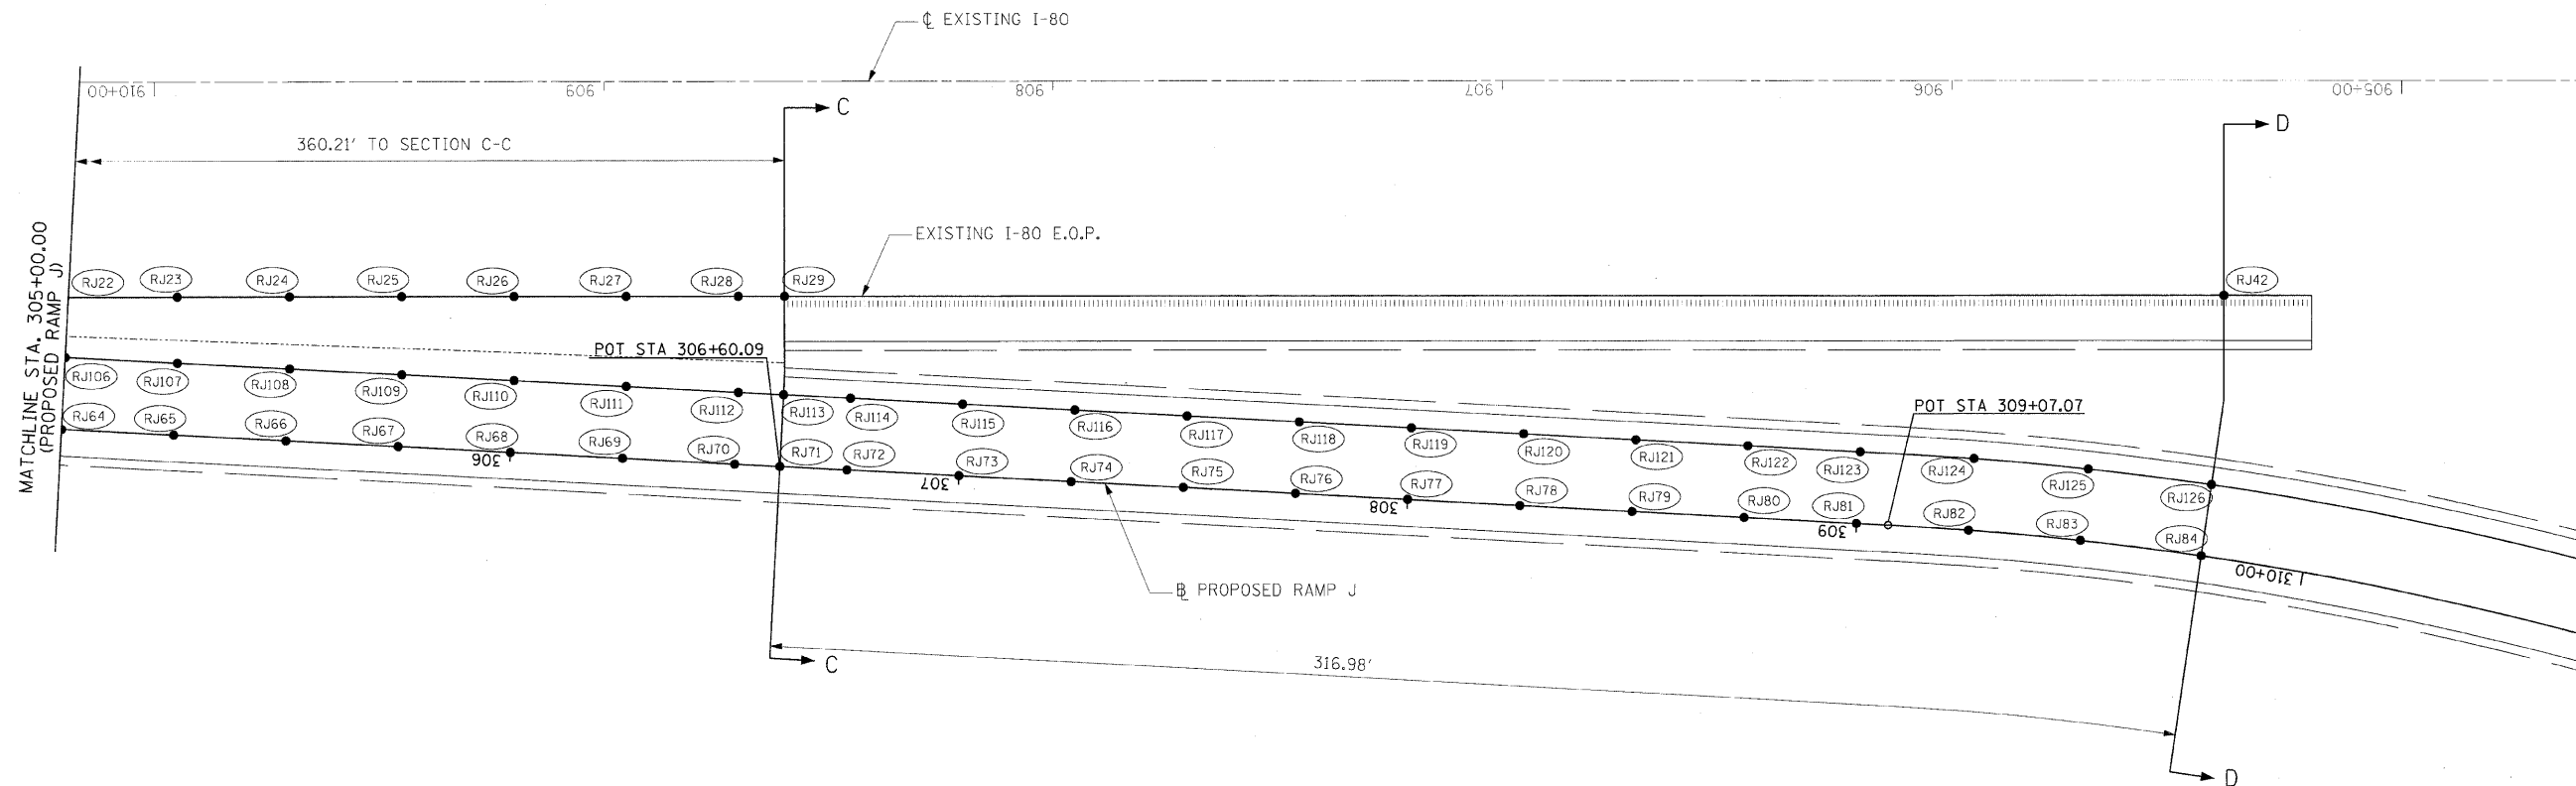 ℄ EXISTING I-80
910+00
909
908
907
906
905+00
C
D
360.21' TO SECTION C-C
EXISTING I-80 E.O.P.
MATCHLINE STA. 305+00.00
(PROPOSED RAMP J)
RJ22
RJ23
RJ24
RJ25
RJ26
RJ27
RJ28
RJ29
RJ42
POT STA 306+60.09
RJ106
RJ107
RJ108
RJ109
RJ110
RJ111
RJ112
RJ113
RJ114
RJ115
RJ116
RJ117
RJ118
RJ119
RJ120
RJ121
RJ122
RJ123
RJ124
RJ125
RJ126
POT STA 309+07.07
RJ64
RJ65
RJ66
RJ67
RJ68
RJ69
RJ70
RJ71
RJ72
RJ73
RJ74
RJ75
RJ76
RJ77
RJ78
RJ79
RJ80
RJ81
RJ82
RJ83
RJ84
306
307
308
309
310+00
BL PROPOSED RAMP J
316.98'
C
D